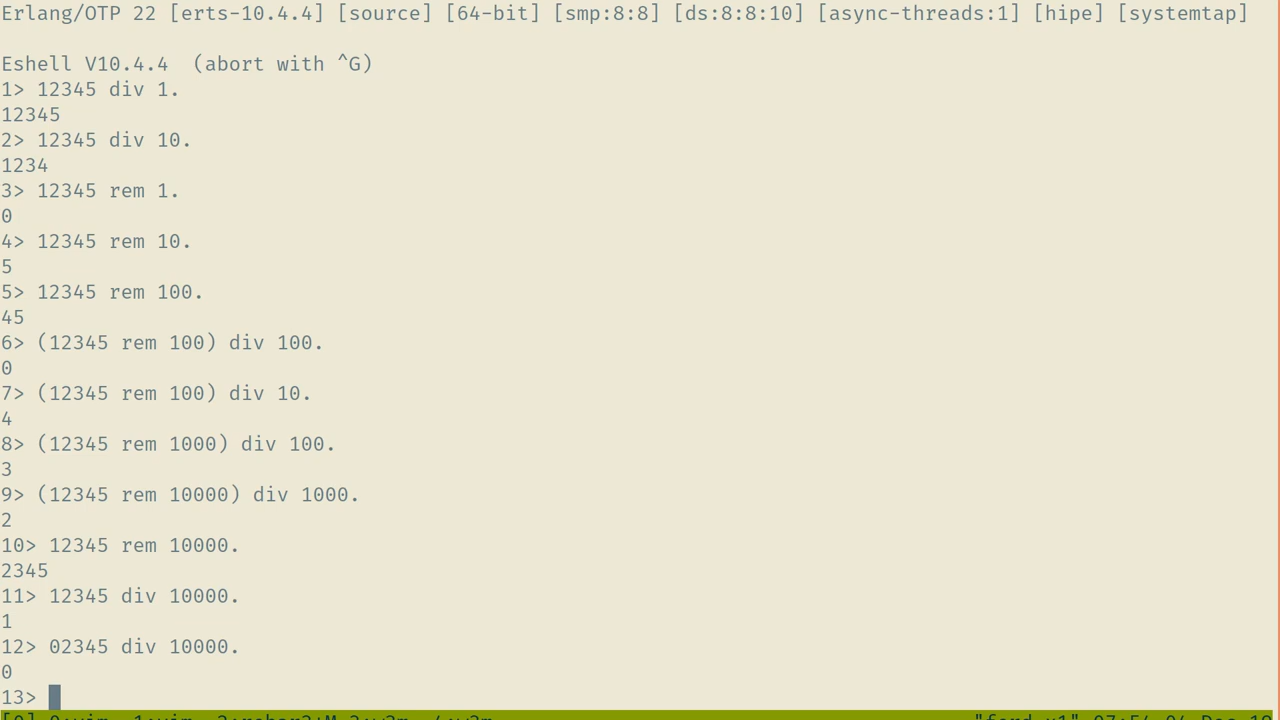 Erlang/OTP 22 [erts-10.4.4] [source] [64-bit] [smp:8:8] [ds:8:8:10] [async-threads:1] [hipe] [systemtap]
Eshell V10.4.4  (abort with ^G)
1> 12345 div 1.
12345
2> 12345 div 10.
1234
3> 12345 rem 1.
0
4> 12345 rem 10.
5
5> 12345 rem 100.
45
6> (12345 rem 100) div 100.
0
7> (12345 rem 100) div 10.
4
8> (12345 rem 1000) div 100.
3
9> (12345 rem 10000) div 1000.
2
10> 12345 rem 10000.
2345
11> 12345 div 10000.
1
12> 02345 div 10000.
0
13>